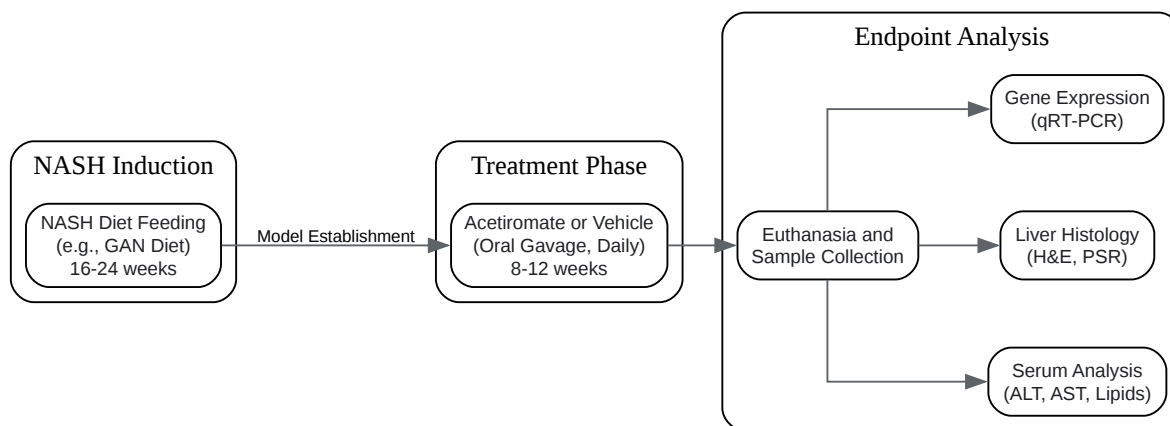 NASH Induction
NASH Diet Feeding
(e.g., GAN Diet)
16-24 weeks
Model Establishment
Treatment Phase
Acetiromate or Vehicle
(Oral Gavage, Daily)
8-12 weeks
Endpoint Analysis
Euthanasia and
Sample Collection
Gene Expression
(qRT-PCR)
Liver Histology
(H&E, PSR)
Serum Analysis
(ALT, AST, Lipids)